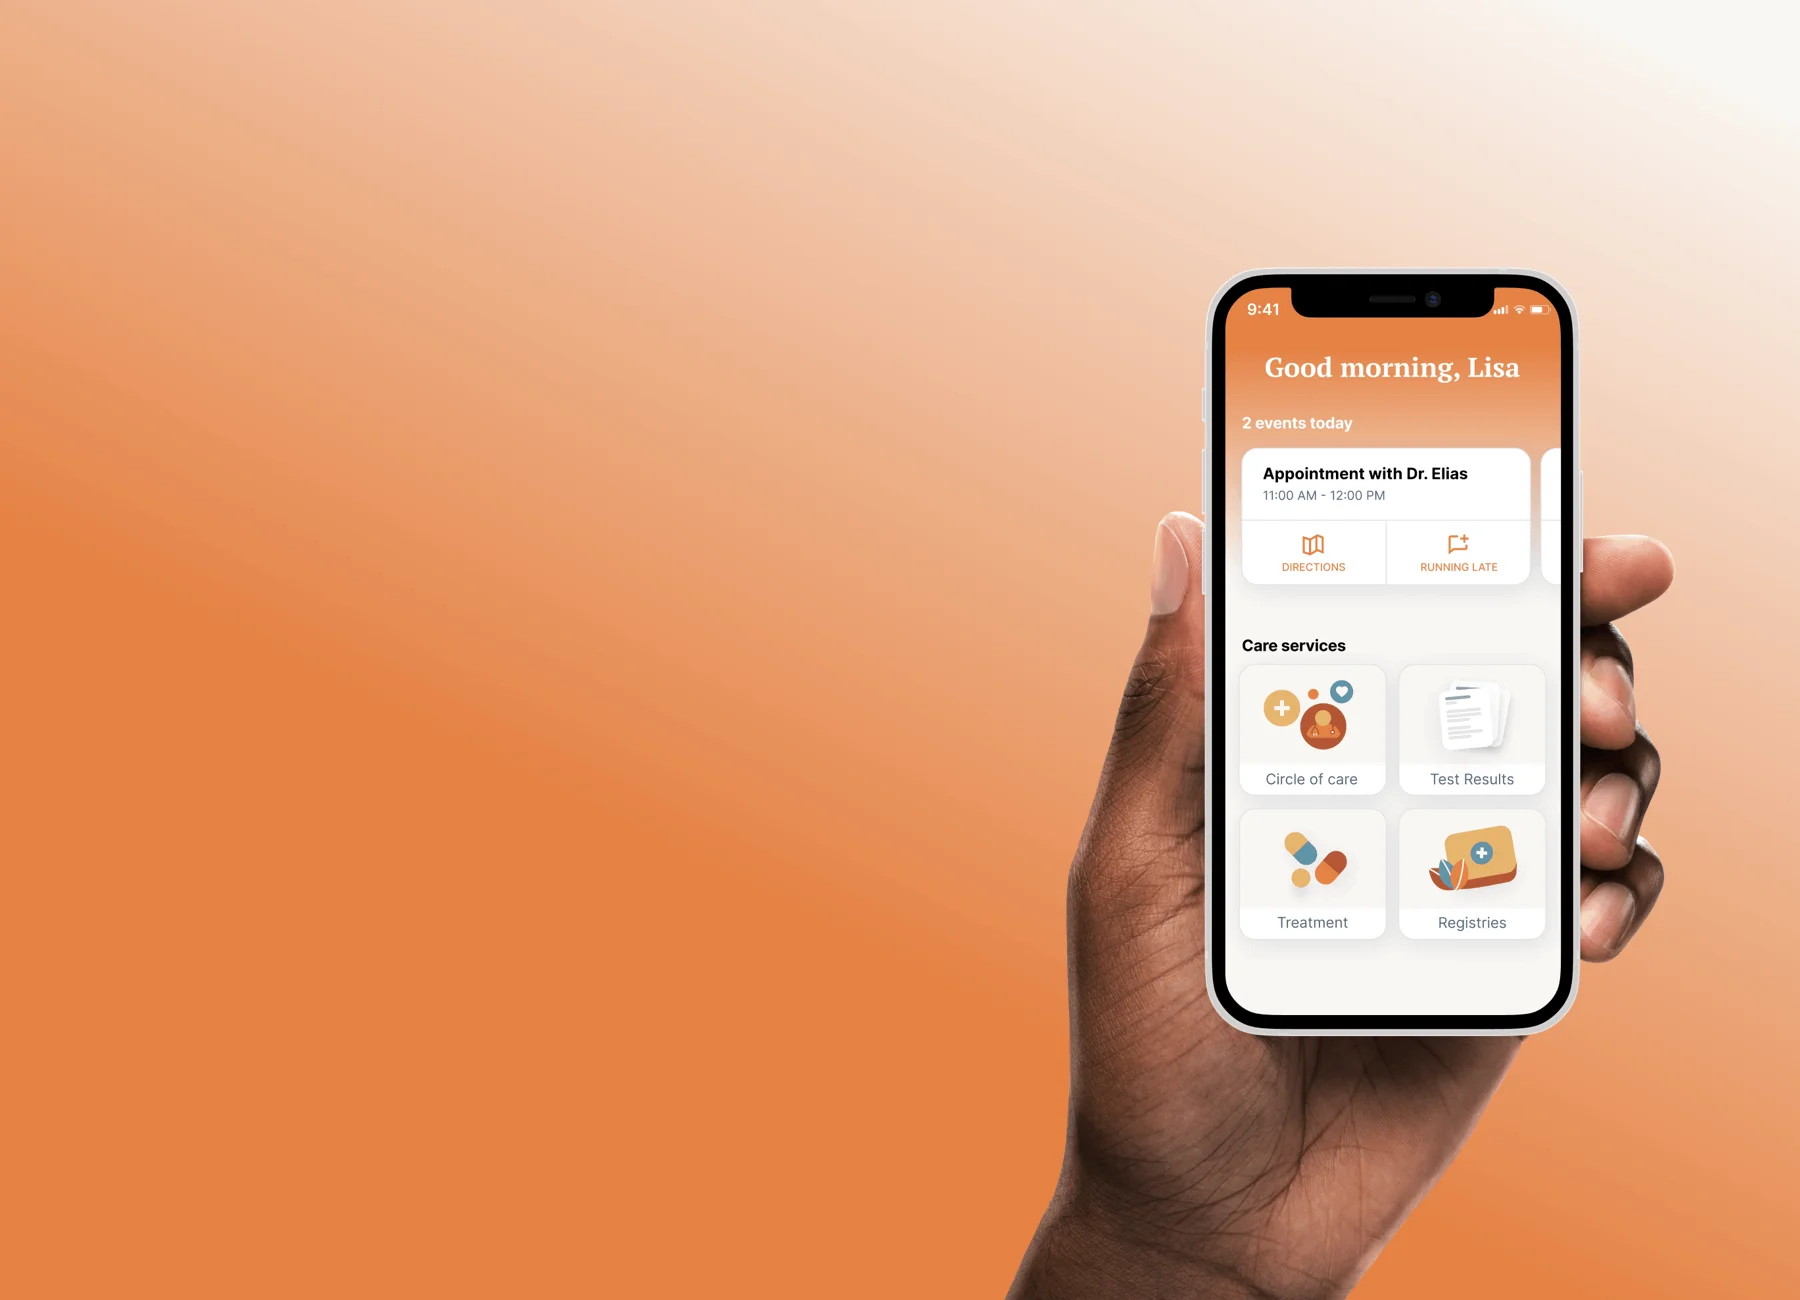 9:41
Good morning, Lisa
2 events today
Appointment with Dr. Elias
11:00 AM - 12:00 PM
DIRECTIONS
RUNNING LATE
Care services
Circle of care
Test Results
Treatment
Registries